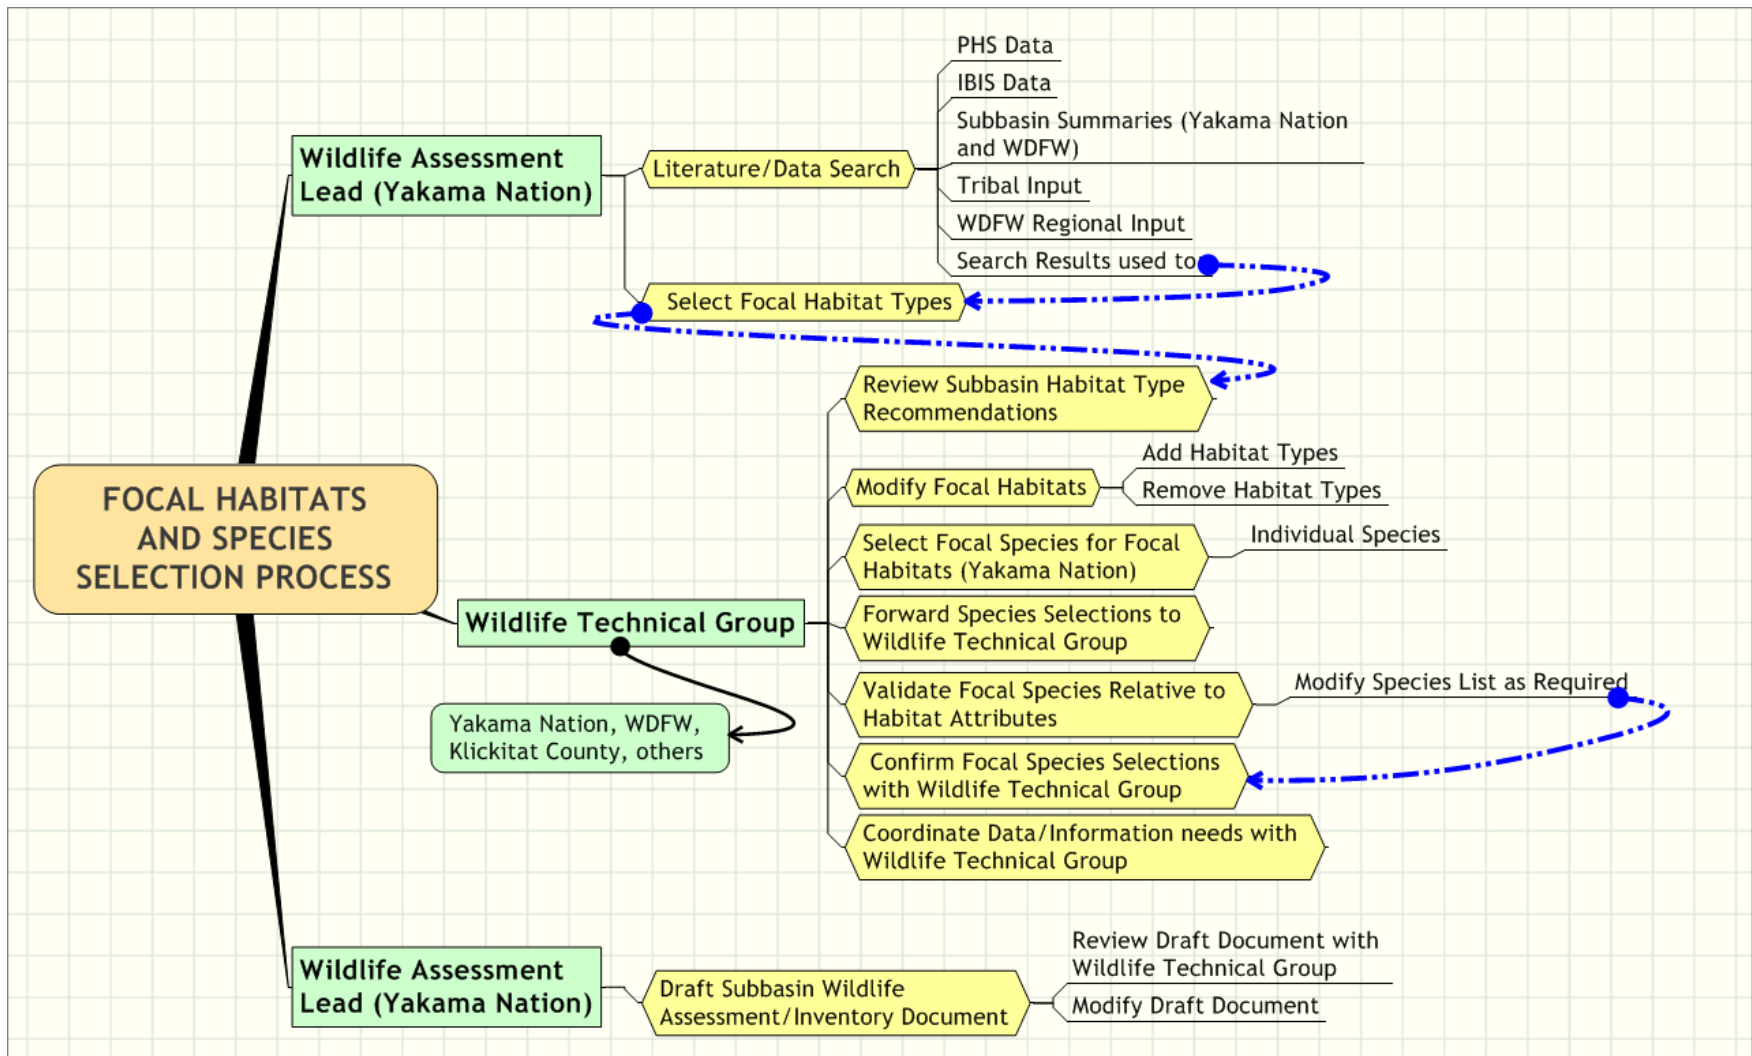 PHS Data
IBIS Data
Subbasin Summaries (Yakama Nation
and WDFW)
Tribal Input
WDFW Regional Input
Search Results used to
Wildlife Assessment
Lead (Yakama Nation)
Literature/Data Search
Select Focal Habitat Types
Review Subbasin Habitat Type
Recommendations
Modify Focal Habitats
Add Habitat Types
Remove Habitat Types
FOCAL HABITATS
AND SPECIES
SELECTION PROCESS
Select Focal Species for Focal
Habitats (Yakama Nation)
Individual Species
Wildlife Technical Group
Forward Species Selections to
Wildlife Technical Group
Validate Focal Species Relative to
Habitat Attributes
Modify Species List as Required
Yakama Nation, WDFW,
Klickitat County, others
Confirm Focal Species Selections
with Wildlife Technical Group
Coordinate Data/Information needs with
Wildlife Technical Group
Wildlife Assessment
Lead (Yakama Nation)
Draft Subbasin Wildlife
Assessment/Inventory Document
Review Draft Document with
Wildlife Technical Group
Modify Draft Document